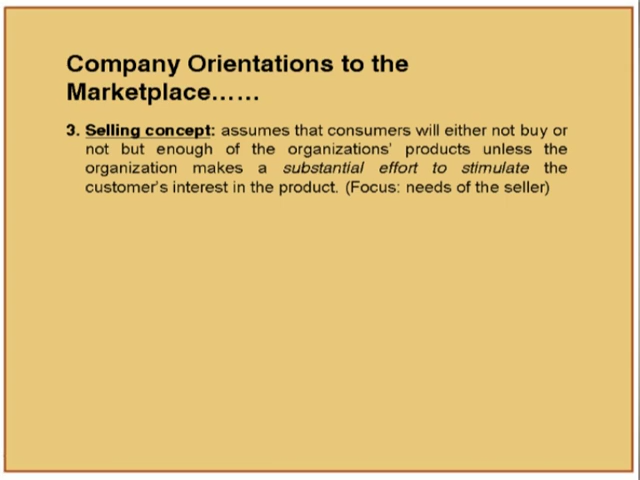 Company Orientations to the
Marketplace……
3. Selling concept: assumes that consumers will either not buy or
not but enough of the organizations' products unless the
organization makes a substantial effort to stimulate the
customer's interest in the product. (Focus: needs of the seller)